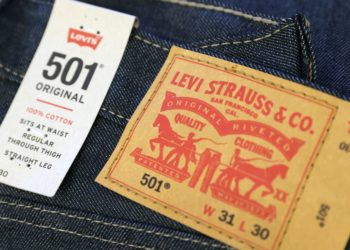 LEVI'S
501®
ORIGINAL
100% COTTON
SITS AT WAIST
REGULAR
THROUGH THIGH
STRAIGHT LEG
30
LEVI STRAUSS & CO.
SAN FRANCISCO
CAL.
ORIGINAL RIVETED
QUALITY CLOTHING
501®
W 31 L 30